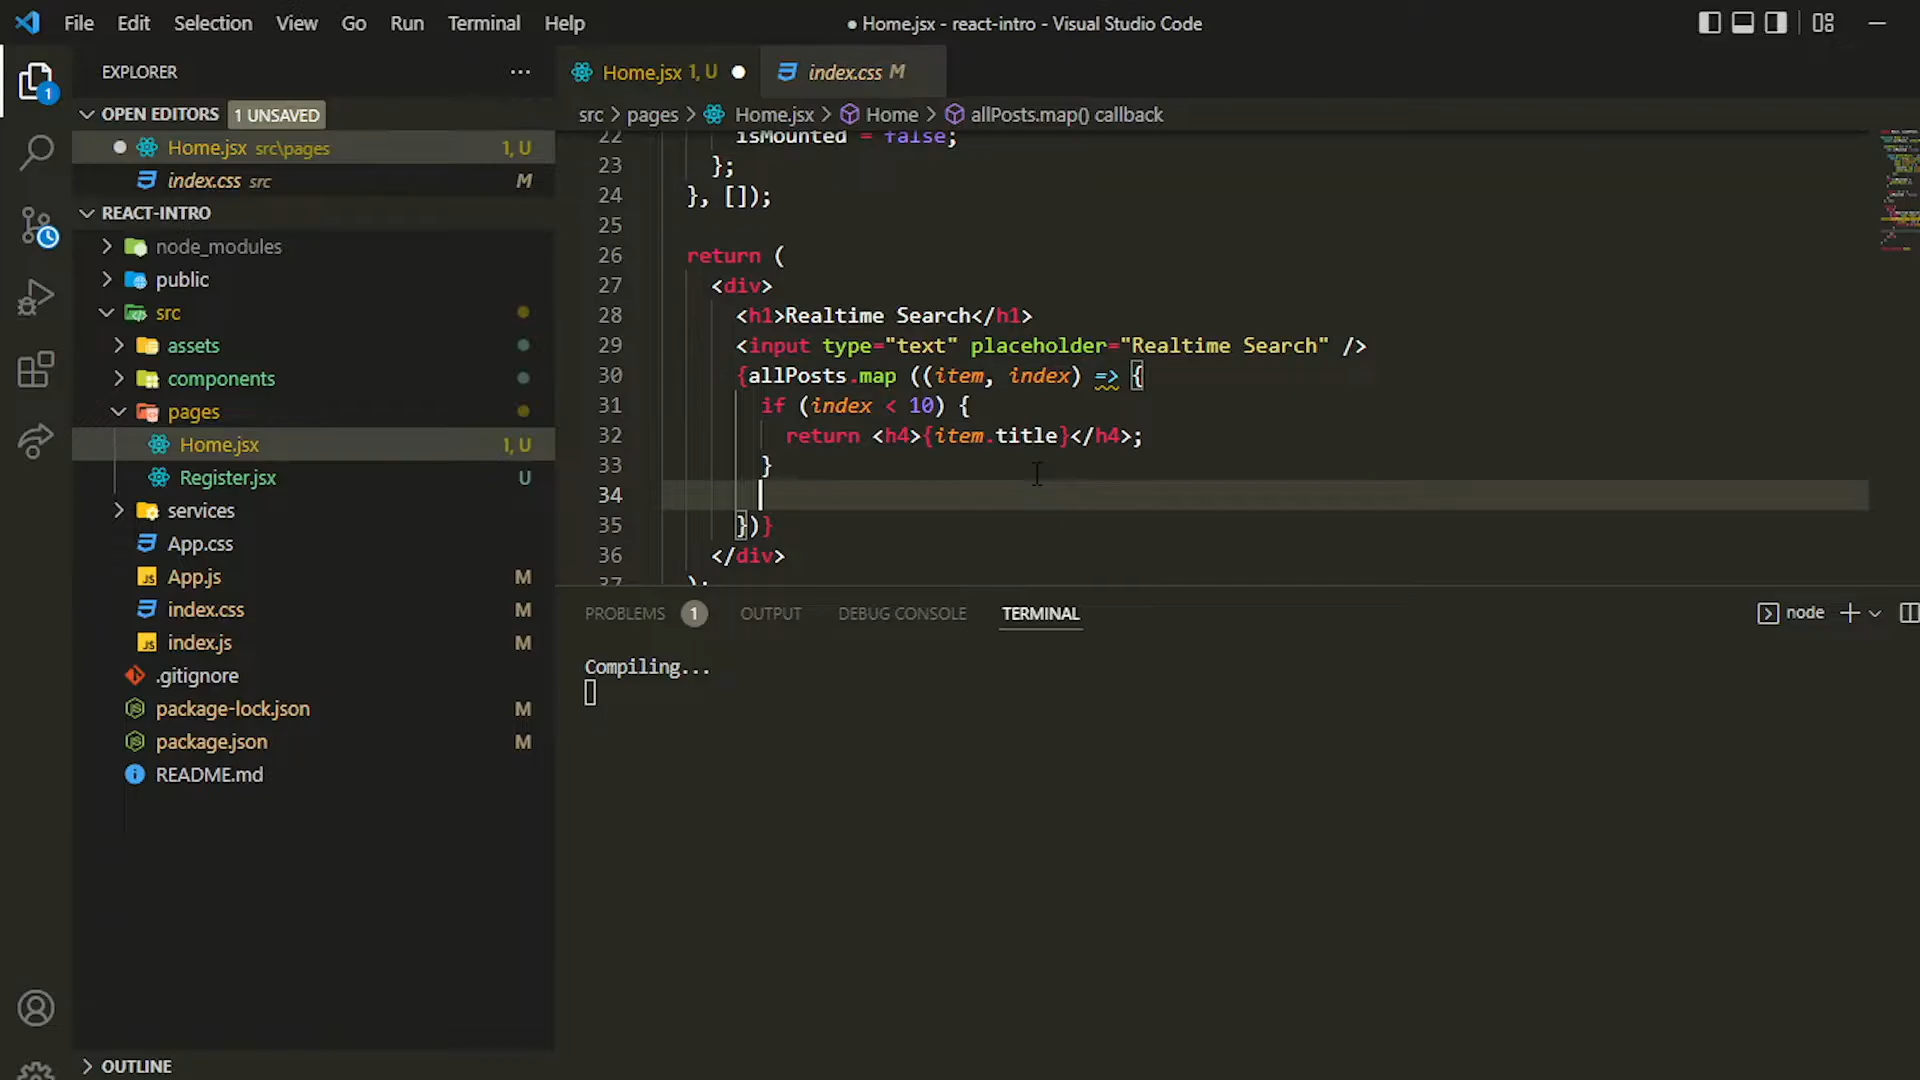 File Edit Selection View Go Run Terminal Help
● Home.jsx - react-intro - Visual Studio Code
EXPLORER
OPEN EDITORS 1 UNSAVED
Home.jsx src\pages 1, U
index.css src M
REACT-INTRO
node_modules
public
src
assets
components
pages
Home.jsx 1, U
Register.jsx U
services
App.css
App.js M
index.css M
index.js M
.gitignore
package-lock.json M
package.json M
README.md
OUTLINE
1
Home.jsx 1, U
index.css M
src > pages > Home.jsx > Home > allPosts.map() callback
22 isMounted = false;
23 };
24 }, []);
25
26 return (
27 <div>
28 <h1>Realtime Search</h1>
29 <input type="text" placeholder="Realtime Search" />
30 {allPosts.map ((item, index) => {
31 if (index < 10) {
32 return <h4>{item.title}</h4>;
33 }
34
35 })}
36 </div>
37 );
PROBLEMS 1 OUTPUT DEBUG CONSOLE TERMINAL
node
Compiling...